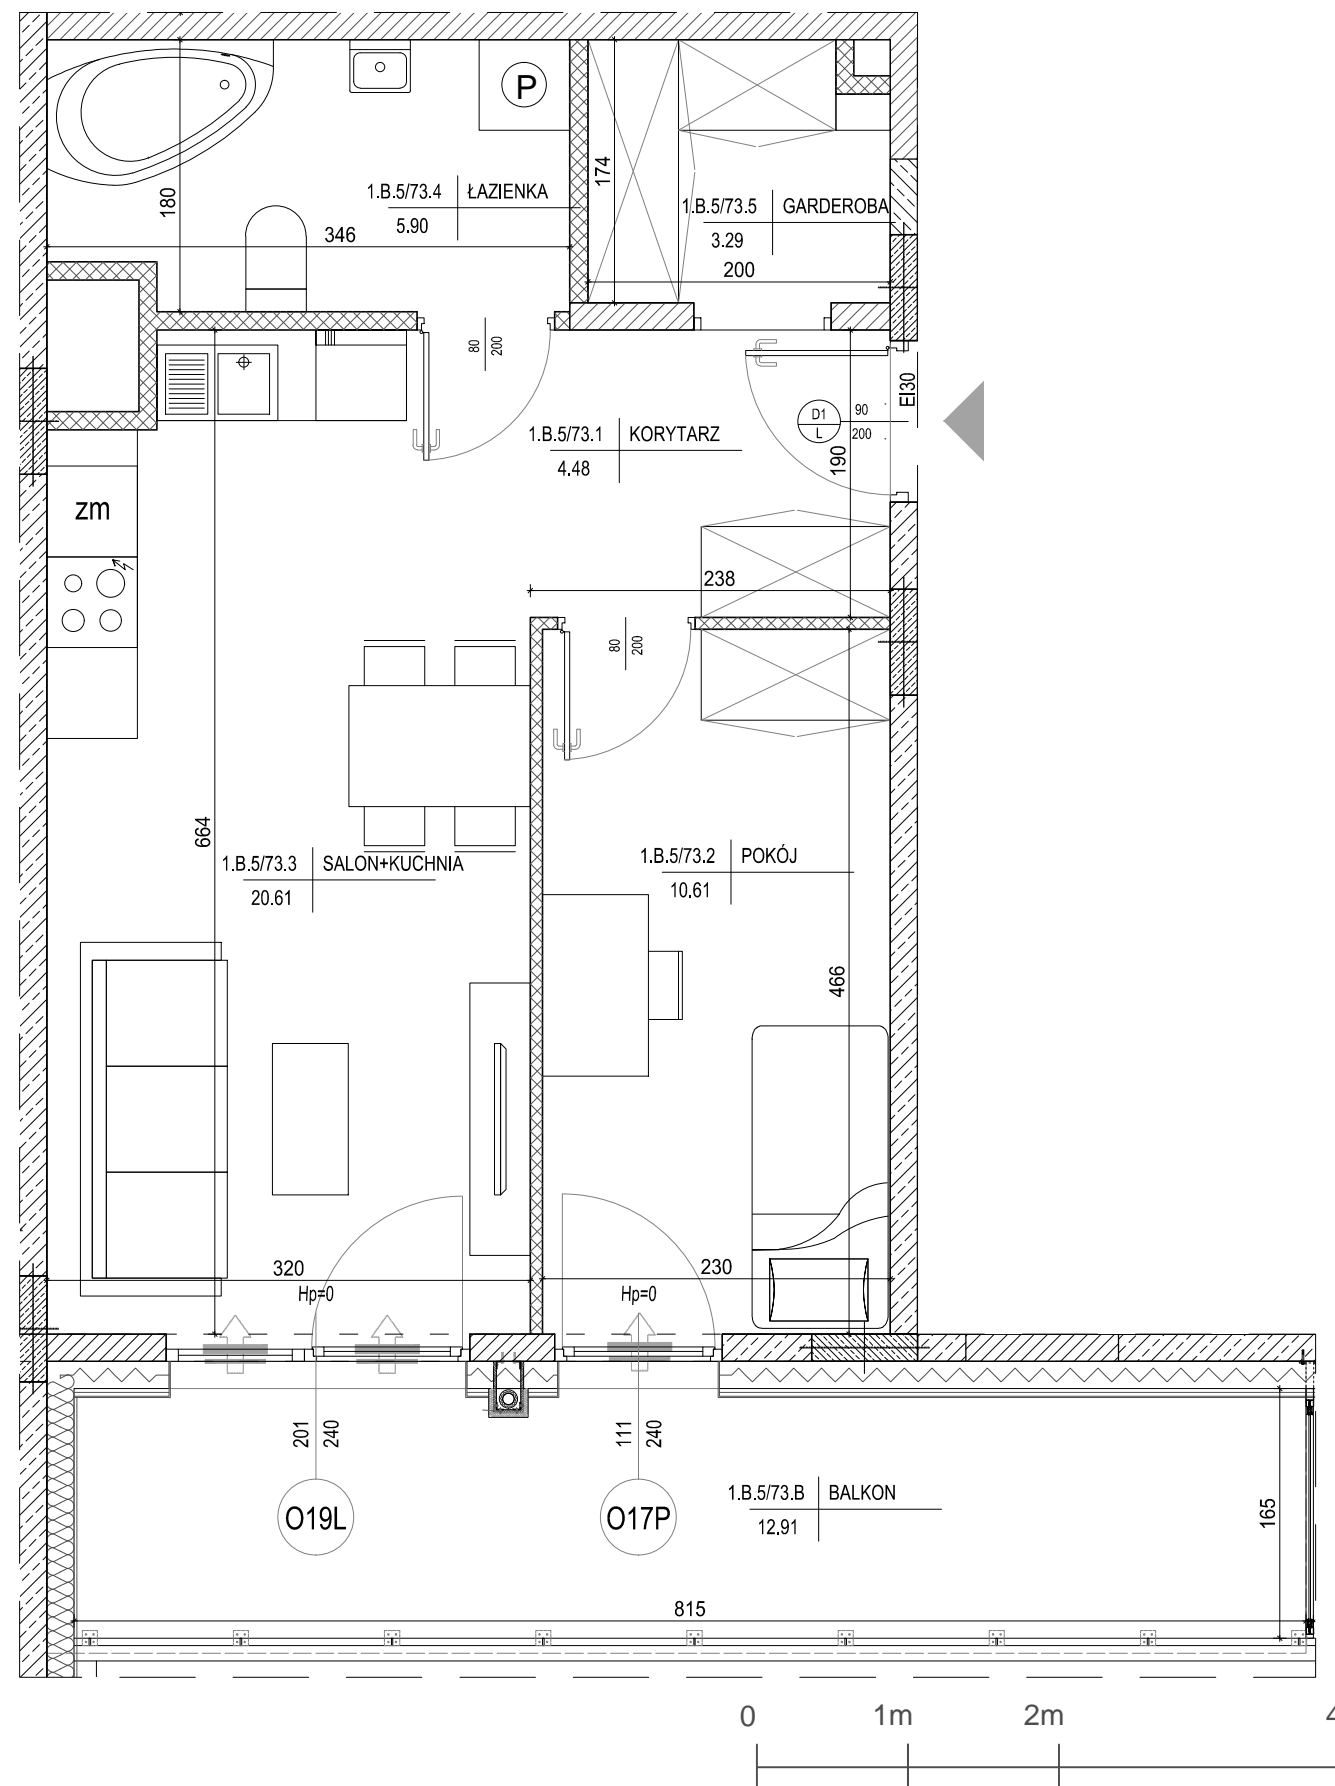 P
180
346
1.B.5/73.4 ŁAZIENKA
5.90
174
1.B.5/73.5 GARDEROBA
3.29
200
80
200
D1
L
90
200
EI30
1.B.5/73.1 KORYTARZ
4.48
190
zm
238
80
200
664
1.B.5/73.3 SALON+KUCHNIA
20.61
1.B.5/73.2 POKÓJ
10.61
466
320
230
Hp=0
Hp=0
201
240
111
240
O19L
O17P
1.B.5/73.B BALKON
12.91
165
815
0 1m 2m 4